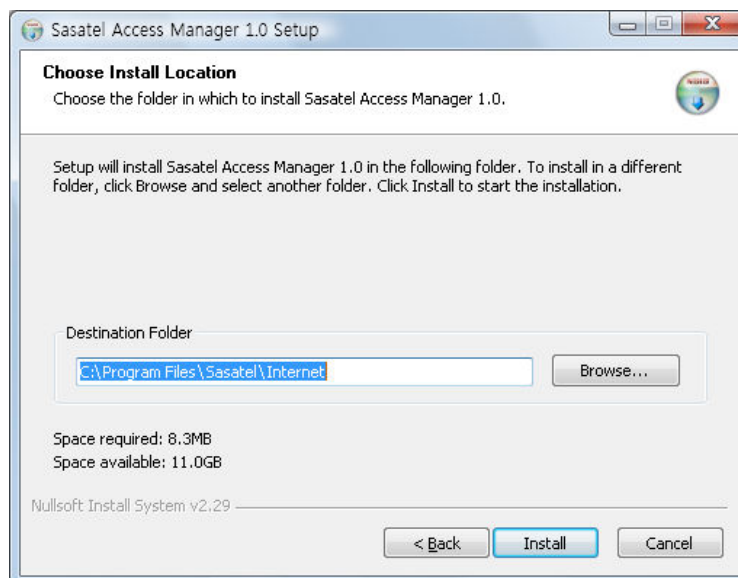 Sasatel Access Manager 1.0 Setup
Choose Install Location
Choose the folder in which to install Sasatel Access Manager 1.0.
Setup will install Sasatel Access Manager 1.0 in the following folder. To install in a different
folder, click Browse and select another folder. Click Install to start the installation.
Destination Folder
C:\Program Files\Sasatel\Internet
Browse...
Space required: 8.3MB
Space available: 11.0GB
Nullsoft Install System v2.29
< Back
Install
Cancel